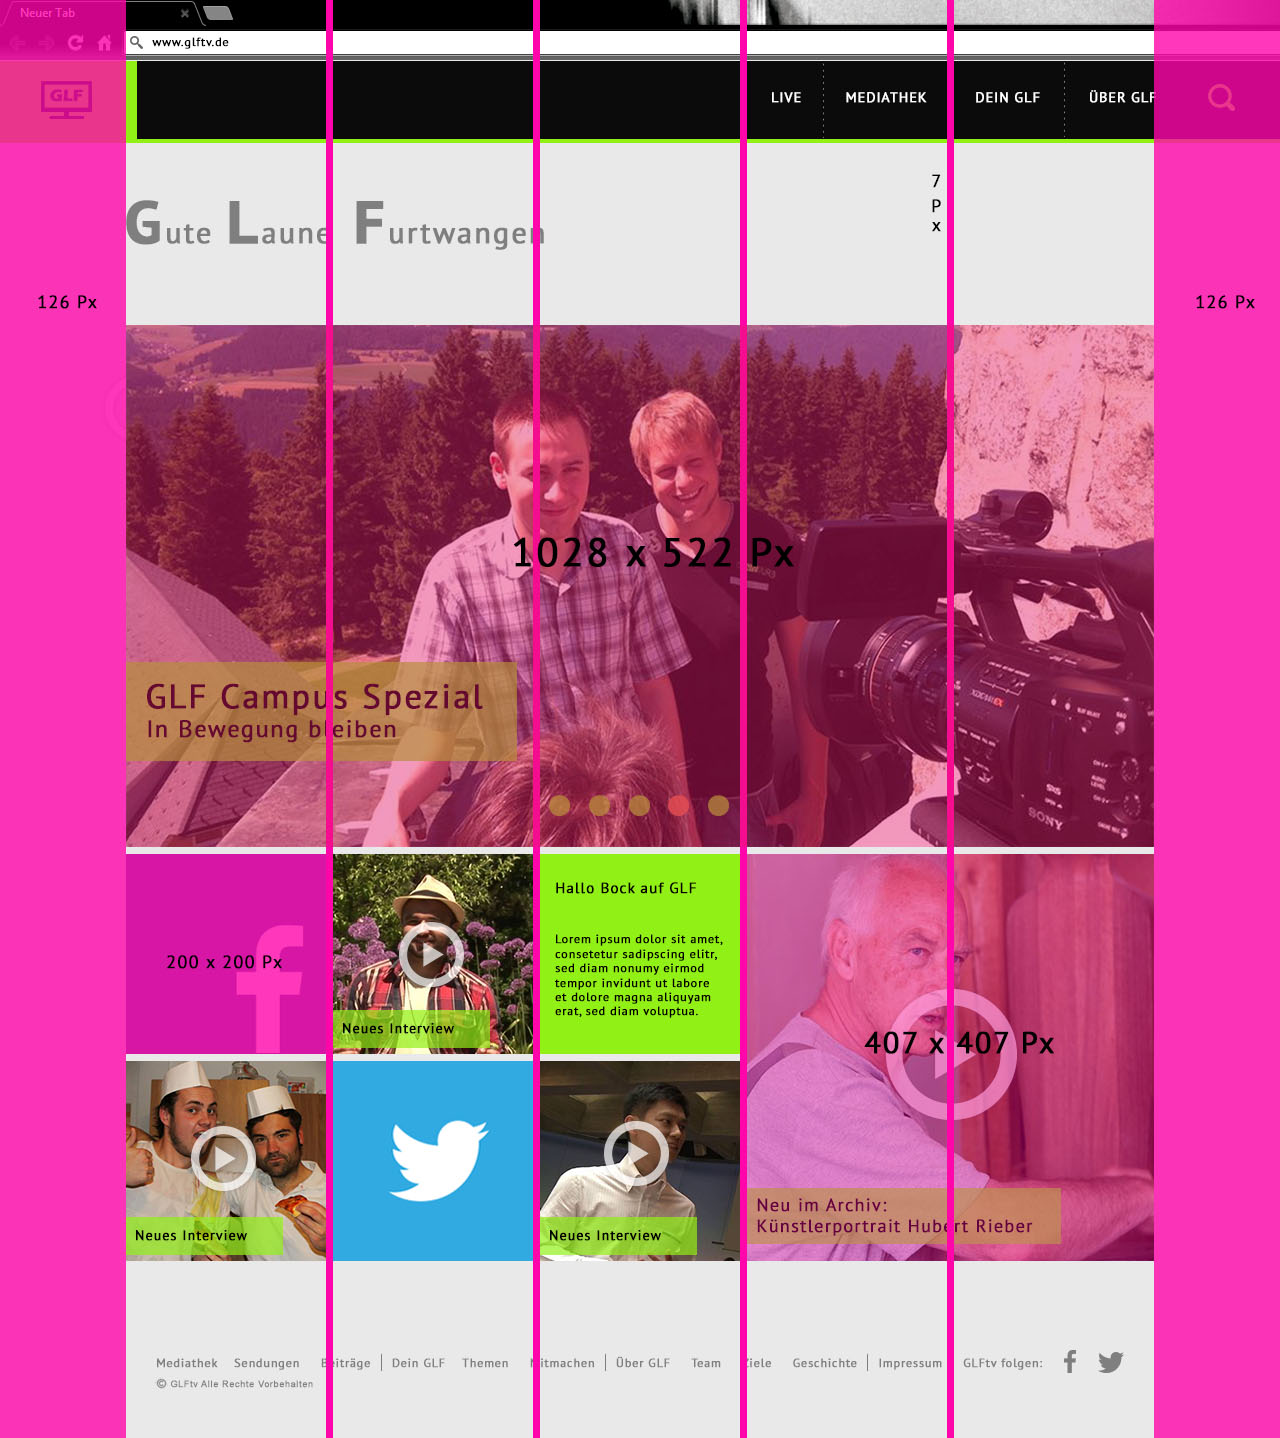 Neuer Tab
www.glftv.de
GLF
LIVE
MEDIATHEK
DEIN GLF
ÜBER GLF
Gute Laune Furtwangen
7
P
x
126 Px
126 Px
1028 x 522 Px
GLF Campus Spezial
In Bewegung bleiben
SONY
200 x 200 Px
Neues Interview
Hallo Bock auf GLF
Lorem ipsum dolor sit amet,
consetetur sadipscing elitr,
sed diam nonumy eirmod
tempor invidunt ut labore
et dolore magna aliquyam
erat, sed diam voluptua.
407 x 407 Px
Neues Interview
Neues Interview
Neu im Archiv:
Künstlerportrait Hubert Rieber
Mediathek Sendungen Beiträge Dein GLF Themen Mitmachen Über GLF Team Ziele Geschichte Impressum GLFtv folgen:
© GLFtv Alle Rechte Vorbehalten